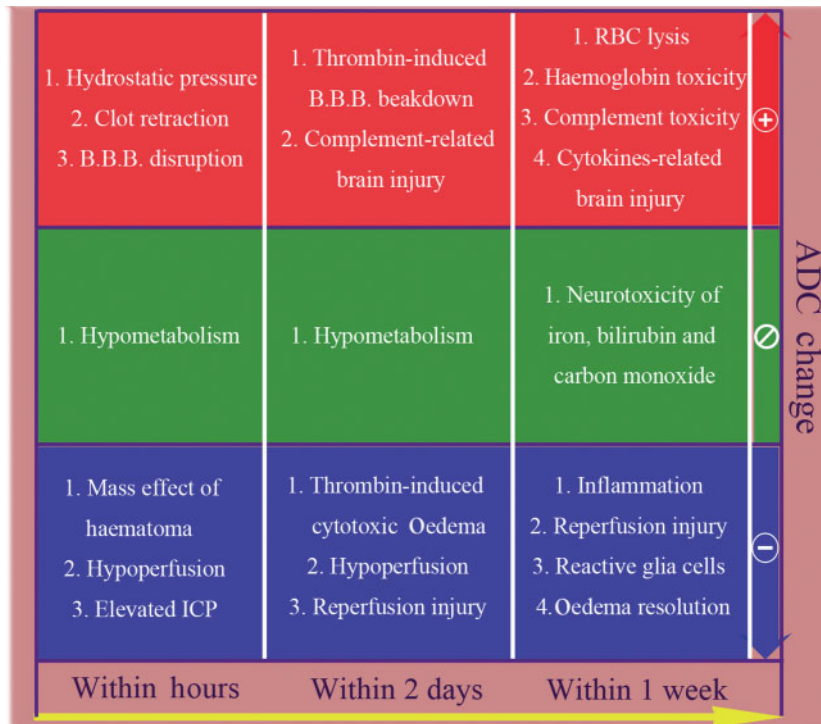 1. Hydrostatic pressure
2. Clot retraction
3. B.B.B. disruption
1. Thrombin-induced
B.B.B. beakdown
2. Complement-related
brain injury
1. RBC lysis
2. Haemoglobin toxicity
3. Complement toxicity
4. Cytokines-related
brain injury
1. Hypometabolism
1. Hypometabolism
1. Neurotoxicity of
iron, bilirubin and
carbon monoxide
1. Mass effect of
haematoma
2. Hypoperfusion
3. Elevated ICP
1. Thrombin-induced
cytotoxic Oedema
2. Hypoperfusion
3. Reperfusion injury
1. Inflammation
2. Reperfusion injury
3. Reactive glia cells
4.Oedema resolution
ADC change
Within hours
Within 2 days
Within 1 week